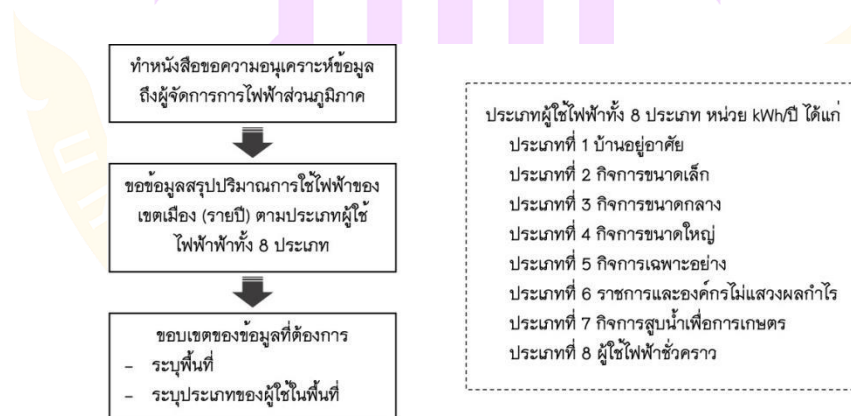 ทำหนังสือขอความอนุเคราะห์ข้อมูล
ถึงผู้จัดการการไฟฟ้าส่วนภูมิภาค
ขอข้อมูลสรุปปริมาณการใช้ไฟฟ้าของ
เขตเมือง (รายปี) ตามประเภทผู้ใช้
ไฟฟ้าฟ้าทั้ง 8 ประเภท
ขอบเขตของข้อมูลที่ต้องการ
- ระบุพื้นที่
- ระบุประเภทของผู้ใช้ในพื้นที่
ประเภทผู้ใช้ไฟฟ้าทั้ง 8 ประเภท หน่วย kWh/ปี ได้แก่
ประเภทที่ 1 บ้านอยู่อาศัย
ประเภทที่ 2 กิจการขนาดเล็ก
ประเภทที่ 3 กิจการขนาดกลาง
ประเภทที่ 4 กิจการขนาดใหญ่
ประเภทที่ 5 กิจการเฉพาะอย่าง
ประเภทที่ 6 ราชการและองค์กรไม่แสวงผลกำไร
ประเภทที่ 7 กิจการสูบน้ำเพื่อการเกษตร
ประเภทที่ 8 ผู้ใช้ไฟฟ้าชั่วคราว